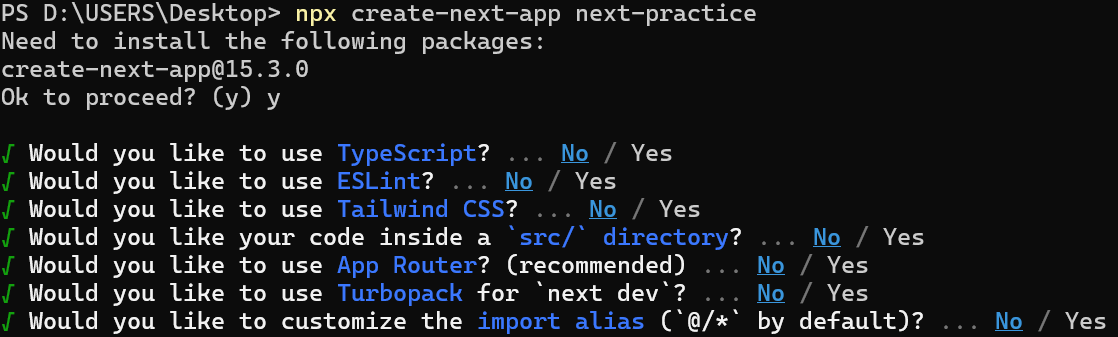 PS D:\USERS\Desktop> npx create-next-app next-practice
Need to install the following packages:
create-next-app@15.3.0
Ok to proceed? (y) y
√ Would you like to use TypeScript? ... No / Yes
√ Would you like to use ESLint? ... No / Yes
√ Would you like to use Tailwind CSS? ... No / Yes
√ Would you like your code inside a `src/` directory? ... No / Yes
√ Would you like to use App Router? (recommended) ... No / Yes
√ Would you like to use Turbopack for `next dev`? ... No / Yes
√ Would you like to customize the import alias (`@/*` by default)? ... No / Yes